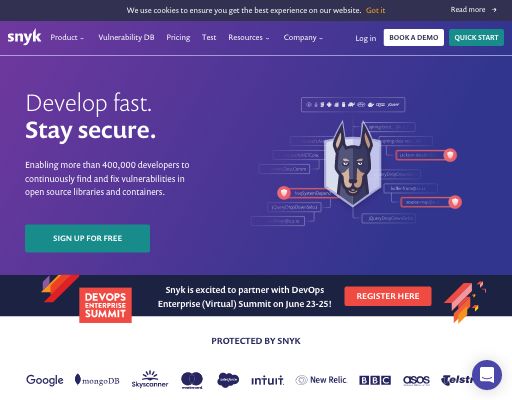 We use cookies to ensure you get the best experience on our website. Got it Read more →
snyk Product Vulnerability DB Pricing Test Resources Company Log in BOOK A DEMO QUICK START
Develop fast.
Stay secure.
Enabling more than 400,000 developers to
continuously find and fix vulnerabilities in
open source libraries and containers.
SIGN UP FOR FREE
DEVOPS
ENTERPRISE
SUMMIT
Snyk is excited to partner with DevOps
Enterprise (Virtual) Summit on June 23-25!
REGISTER HERE
PROTECTED BY SNYK
Google mongoDB Skyscanner mastercard salesforce intuit New Relic BBC asos Telstra